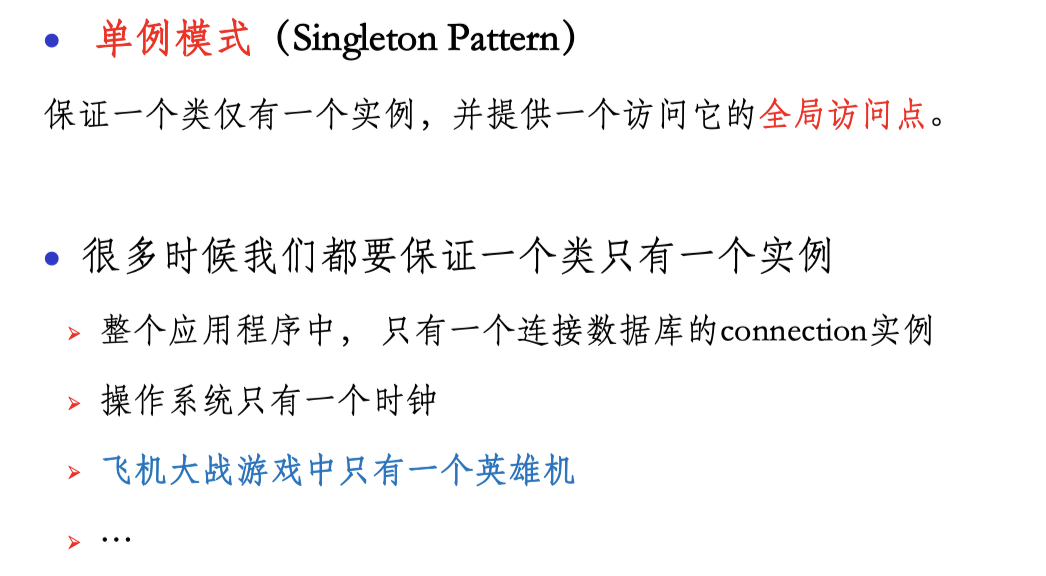 • 单例模式（Singleton Pattern）
保证一个类仅有一个实例，并提供一个访问它的全局访问点。
• 很多时候我们都要保证一个类只有一个实例
➢ 整个应用程序中， 只有一个连接数据库的connection实例
➢ 操作系统只有一个时钟
➢ 飞机大战游戏中只有一个英雄机
➢ …